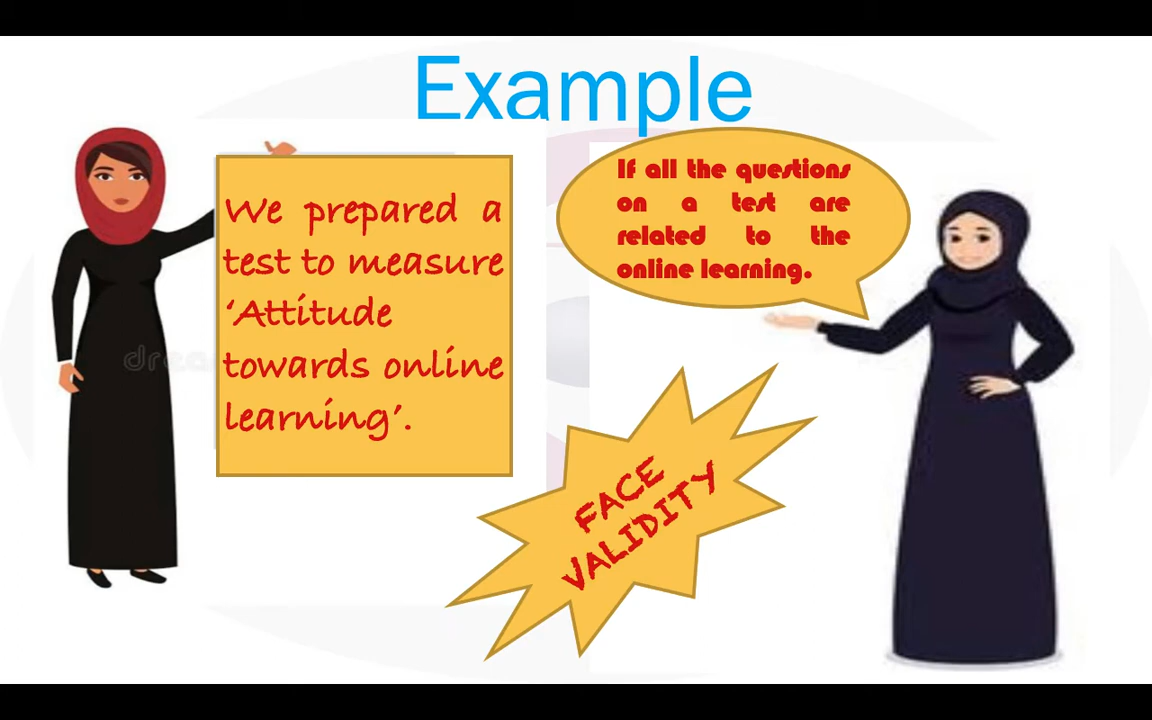 Example
We prepared a
test to measure
‘Attitude
towards online
learning’.
If all the questions
on a test are
related to the
online learning.
FACE
VALIDITY